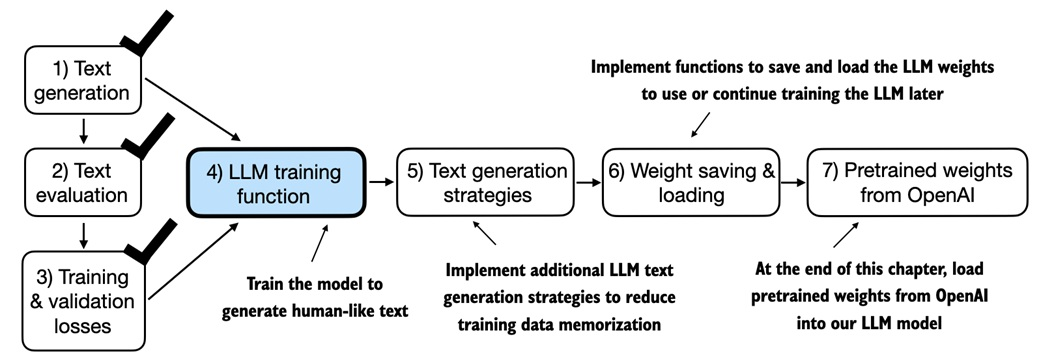 1) Text
generation
2) Text
evaluation
3) Training
& validation
losses
4) LLM training
function
Train the model to
generate human-like text
5) Text generation
strategies
Implement additional LLM text
generation strategies to reduce
training data memorization
Implement functions to save and load the LLM weights
to use or continue training the LLM later
6) Weight saving &
loading
7) Pretrained weights
from OpenAI
At the end of this chapter, load
pretrained weights from OpenAI
into our LLM model